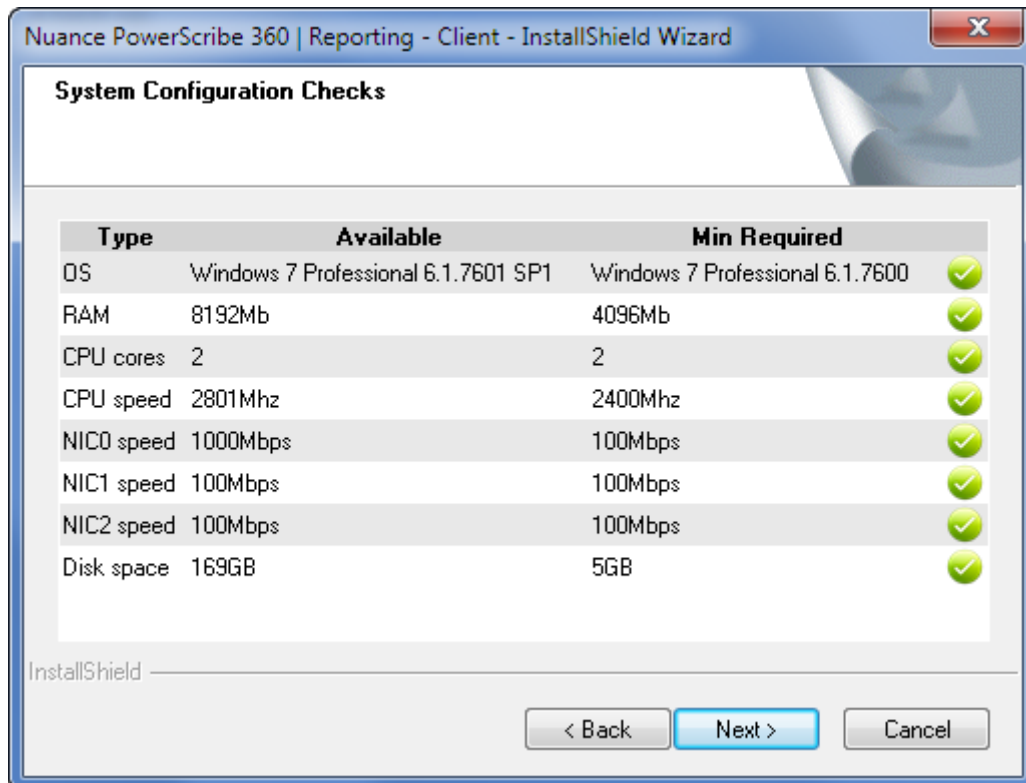 Nuance PowerScribe 360 | Reporting - Client - InstallShield Wizard
System Configuration Checks
Type Available Min Required
OS Windows 7 Professional 6.1.7601 SP1 Windows 7 Professional 6.1.7600
RAM 8192Mb 4096Mb
CPU cores 2 2
CPU speed 2801Mhz 2400Mhz
NIC0 speed 1000Mbps 100Mbps
NIC1 speed 100Mbps 100Mbps
NIC2 speed 100Mbps 100Mbps
Disk space 169GB 5GB
InstallShield
< Back Next > Cancel